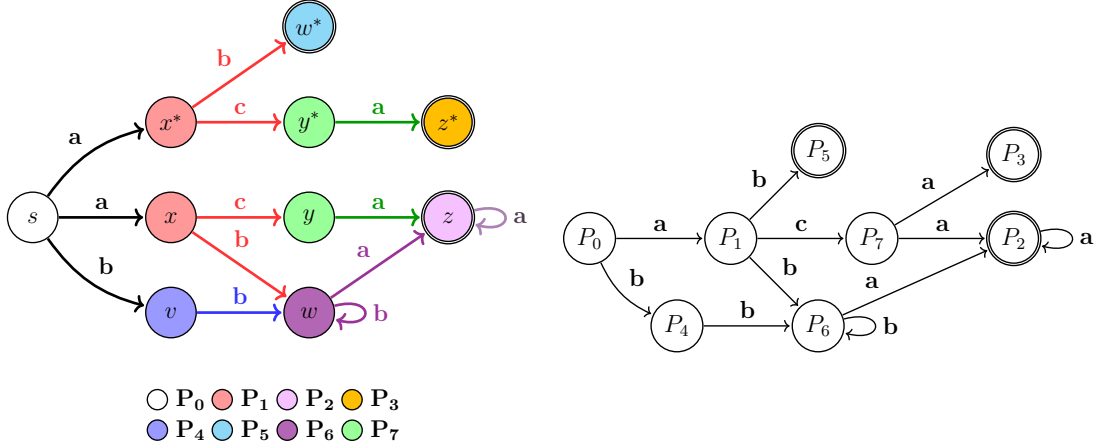 w*
b
a
x*
c
y*
a
z*
s
a
x
c
y
a
z
a
b
b
a
v
b
w
b
P₀ P₁ P₂ P₃
P₄ P₅ P₆ P₇
P₅
P₃
b
a
P₀
a
P₁
c
P₇
a
P₂
a
b
b
a
P₄
b
P₆
b